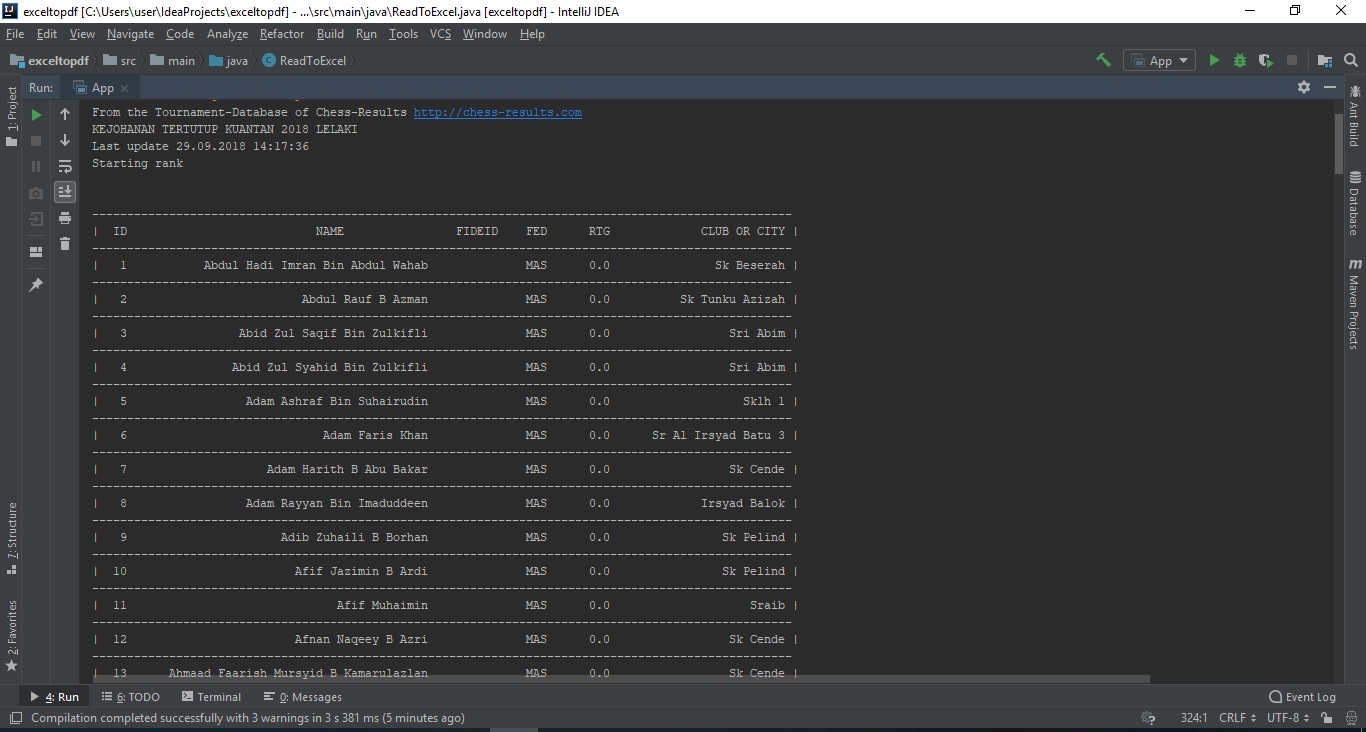 exceltopdf [C:\Users\user\IdeaProjects\exceltopdf] - ...\src\main\java\ReadToExcel.java [exceltopdf] - IntelliJ IDEA
File Edit View Navigate Code Analyze Refactor Build Run Tools VCS Window Help
exceltopdf src main java ReadToExcel App
Run: App
1: Project
7: Structure
2: Favorites
Ant Build
Database
Maven Projects
From the Tournament-Database of Chess-Results http://chess-results.com
KEJOHANAN TERTUTUP KUANTAN 2018 LELAKI
Last update 29.09.2018 14:17:36
Starting rank
| ID NAME FIDEID FED RTG CLUB OR CITY |
| 1 Abdul Hadi Imran Bin Abdul Wahab MAS 0.0 Sk Beserah |
| 2 Abdul Rauf B Azman MAS 0.0 Sk Tunku Azizah |
| 3 Abid Zul Saqif Bin Zulkifli MAS 0.0 Sri Abim |
| 4 Abid Zul Syahid Bin Zulkifli MAS 0.0 Sri Abim |
| 5 Adam Ashraf Bin Suhairudin MAS 0.0 Sklh 1 |
| 6 Adam Faris Khan MAS 0.0 Sr Al Irsyad Batu 3 |
| 7 Adam Harith B Abu Bakar MAS 0.0 Sk Cende |
| 8 Adam Rayyan Bin Imaduddeen MAS 0.0 Irsyad Balok |
| 9 Adib Zuhaili B Borhan MAS 0.0 Sk Pelind |
| 10 Afif Jazimin B Ardi MAS 0.0 Sk Pelind |
| 11 Afif Muhaimin MAS 0.0 Sraib |
| 12 Afnan Naqeey B Azri MAS 0.0 Sk Cende |
| 13 Ahmaad Faarish Mursyid B Kamarulazlan MAS 0.0 Sk Cende |
4: Run 6: TODO Terminal 0: Messages Event Log
Compilation completed successfully with 3 warnings in 3 s 381 ms (5 minutes ago) 324:1 CRLF UTF-8